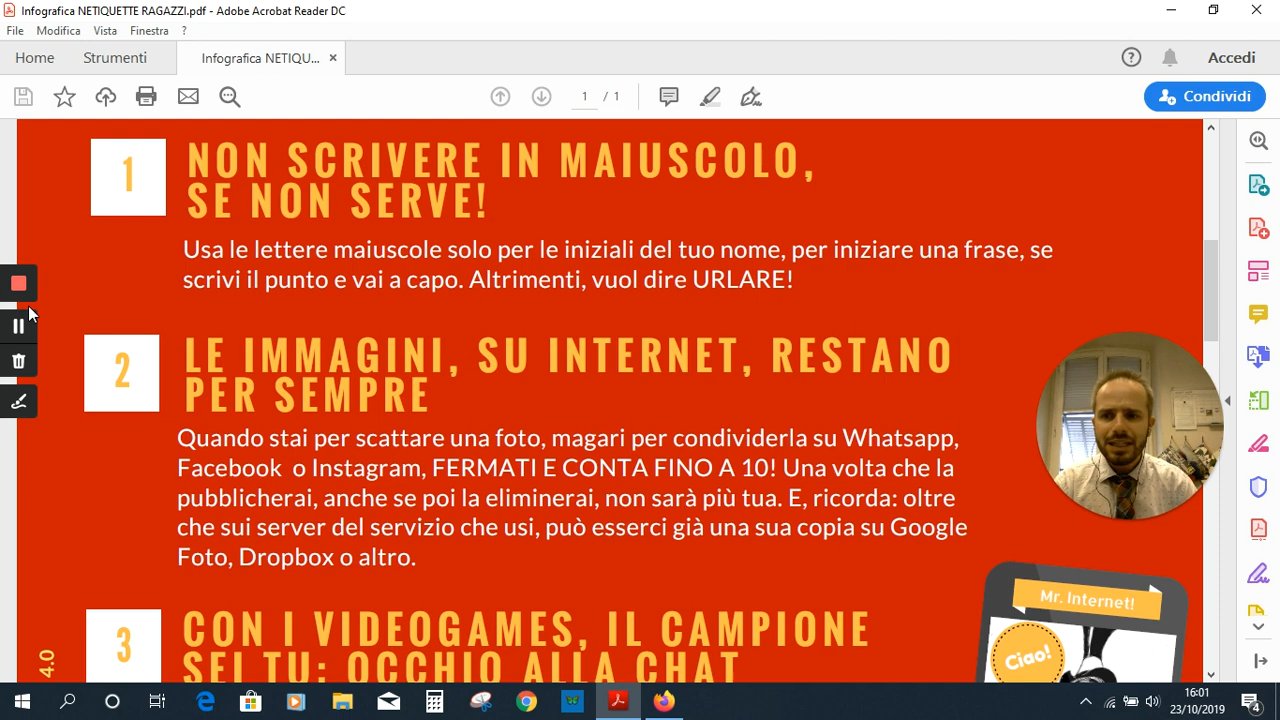 Infografica NETIQUETTE RAGAZZI.pdf - Adobe Acrobat Reader DC
File Modifica Vista Finestra ?
Home Strumenti Infografica NETIQU... × Accedi
1 / 1 Condividi
1 NON SCRIVERE IN MAIUSCOLO,
SE NON SERVE!
Usa le lettere maiuscole solo per le iniziali del tuo nome, per iniziare una frase, se
scrivi il punto e vai a capo. Altrimenti, vuol dire URLARE!
2 LE IMMAGINI, SU INTERNET, RESTANO
PER SEMPRE
Quando stai per scattare una foto, magari per condividerla su Whatsapp,
Facebook o Instagram, FERMATI E CONTA FINO A 10! Una volta che la
pubblicherai, anche se poi la eliminerai, non sarà più tua. E, ricorda: oltre
che sui server del servizio che usi, può esserci già una sua copia su Google
Foto, Dropbox o altro.
Mr. Internet!
Ciao!
3 CON I VIDEOGAMES, IL CAMPIONE
SEI TU: OCCHIO ALLA CHAT
4.0
16:01
23/10/2019
4